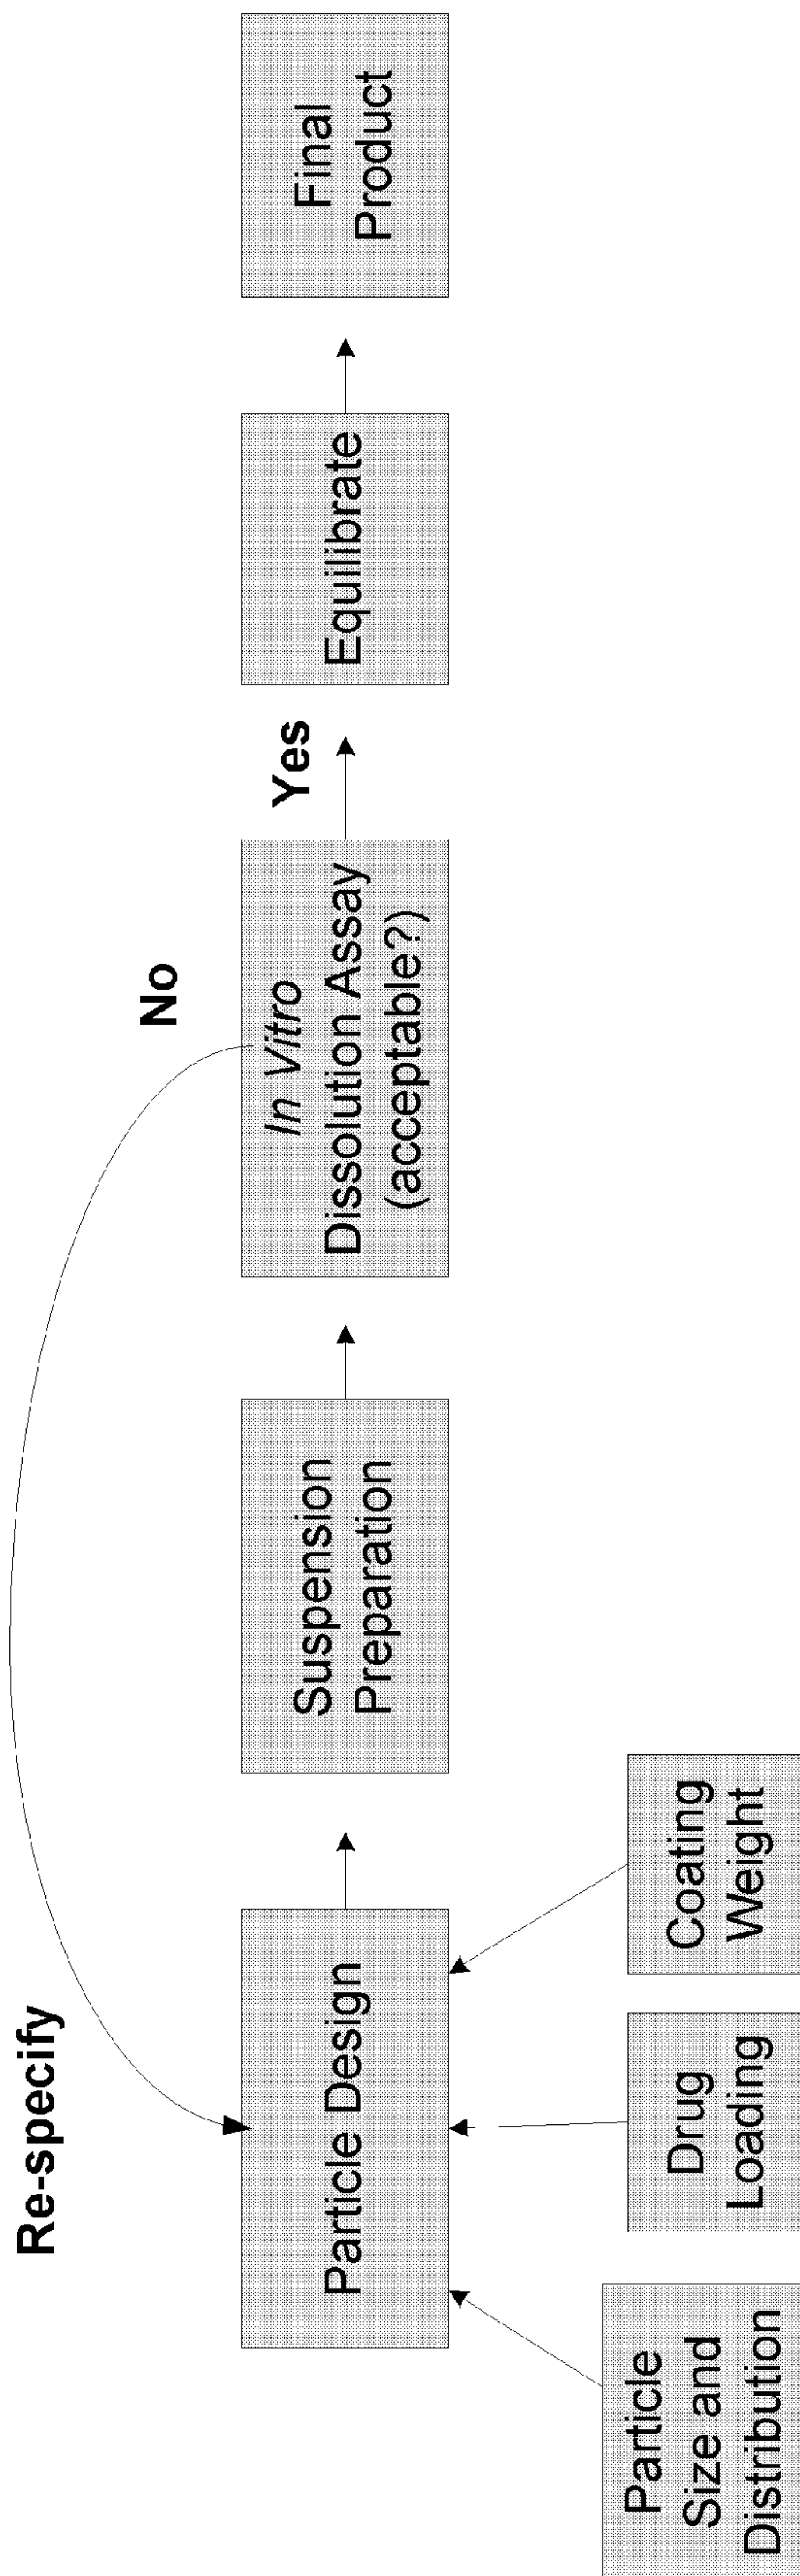 Re-specify
No
Particle Design
Suspension
Preparation
In Vitro
Dissolution Assay
(acceptable?)
Yes
Equilibrate
Final
Product
Particle
Size and
Distribution
Drug
Loading
Coating
Weight